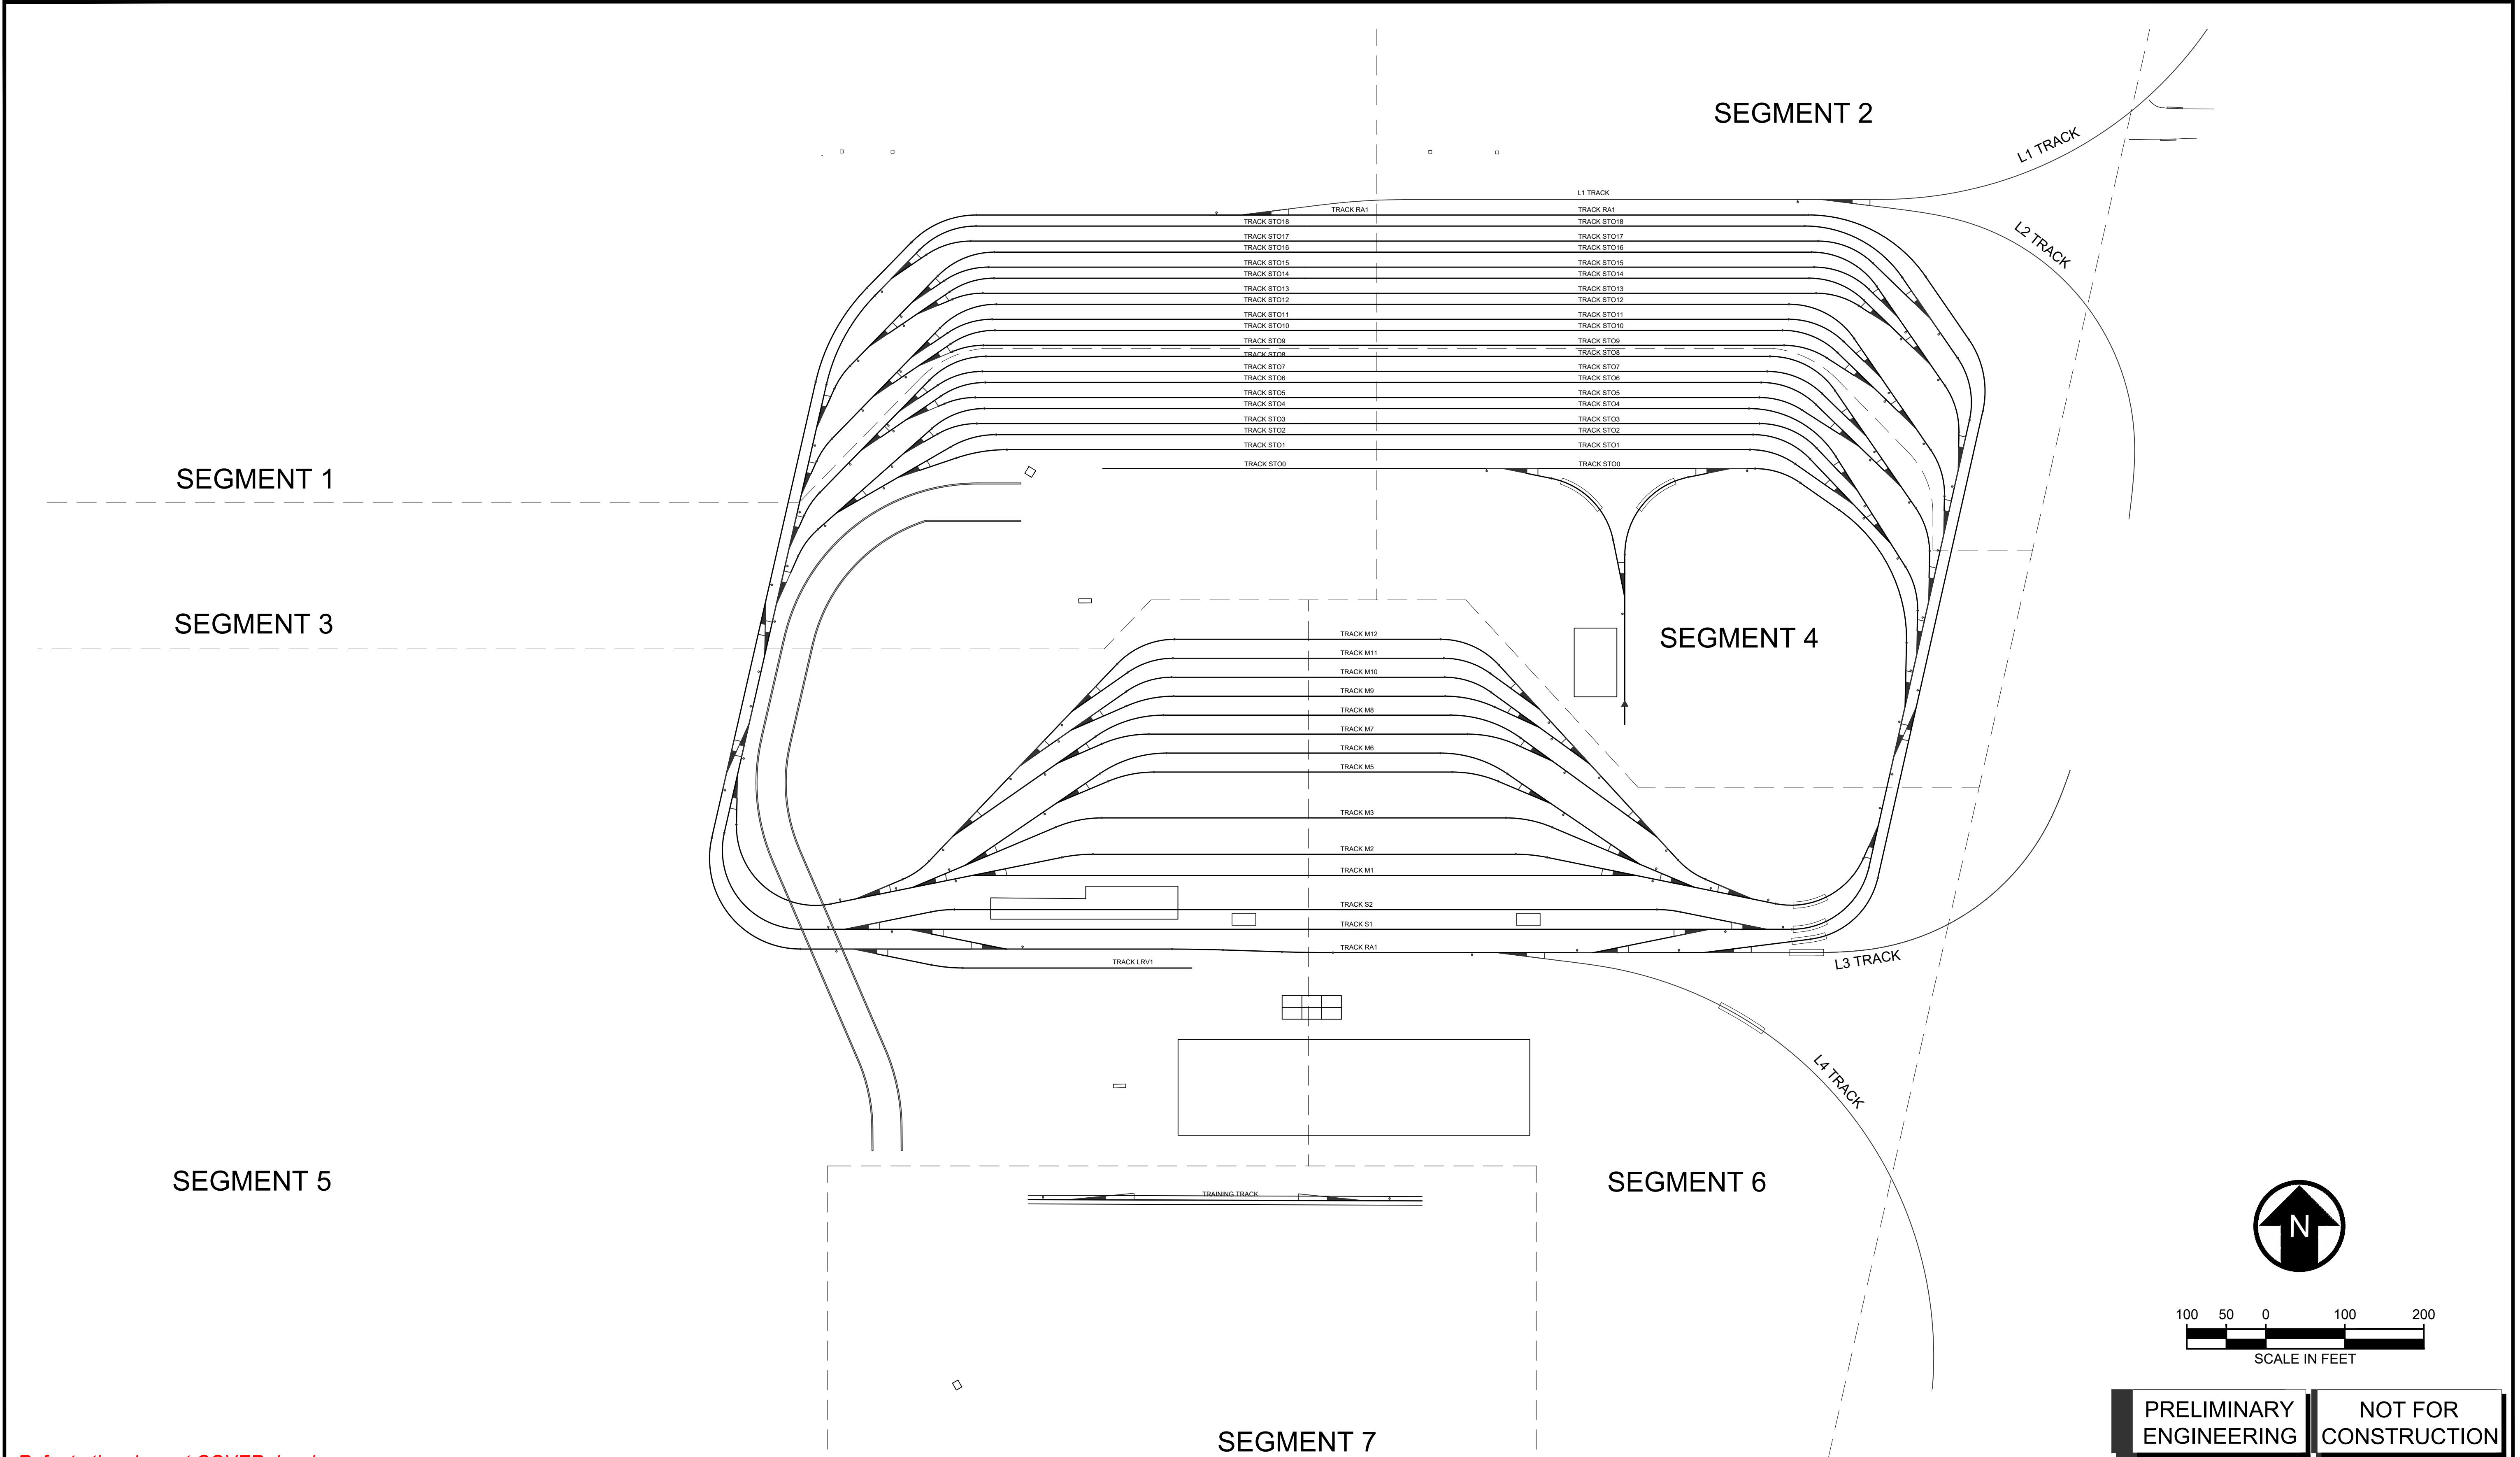 SEGMENT 2
L1 TRACK
L1 TRACK
TRACK RA1
TRACK RA1
L2 TRACK
TRACK STO18
TRACK STO18
TRACK STO17
TRACK STO17
TRACK STO16
TRACK STO16
TRACK STO15
TRACK STO15
TRACK STO14
TRACK STO14
TRACK STO13
TRACK STO13
TRACK STO12
TRACK STO12
TRACK STO11
TRACK STO11
TRACK STO10
TRACK STO10
TRACK STO9
TRACK STO9
TRACK STO8
TRACK STO8
TRACK STO7
TRACK STO7
TRACK STO6
TRACK STO6
TRACK STO5
TRACK STO5
TRACK STO4
TRACK STO4
TRACK STO3
TRACK STO3
TRACK STO2
TRACK STO2
TRACK STO1
TRACK STO1
TRACK STO0
TRACK STO0
SEGMENT 1
SEGMENT 3
SEGMENT 4
TRACK M12
TRACK M11
TRACK M10
TRACK M9
TRACK M8
TRACK M7
TRACK M6
TRACK M5
TRACK M3
TRACK M2
TRACK M1
TRACK S2
TRACK S1
TRACK RA1
TRACK LRV1
L3 TRACK
L4 TRACK
SEGMENT 5
SEGMENT 6
TRAINING TRACK
N
100 50 0 100 200
SCALE IN FEET
SEGMENT 7
PRELIMINARY
ENGINEERING
NOT FOR
CONSTRUCTION